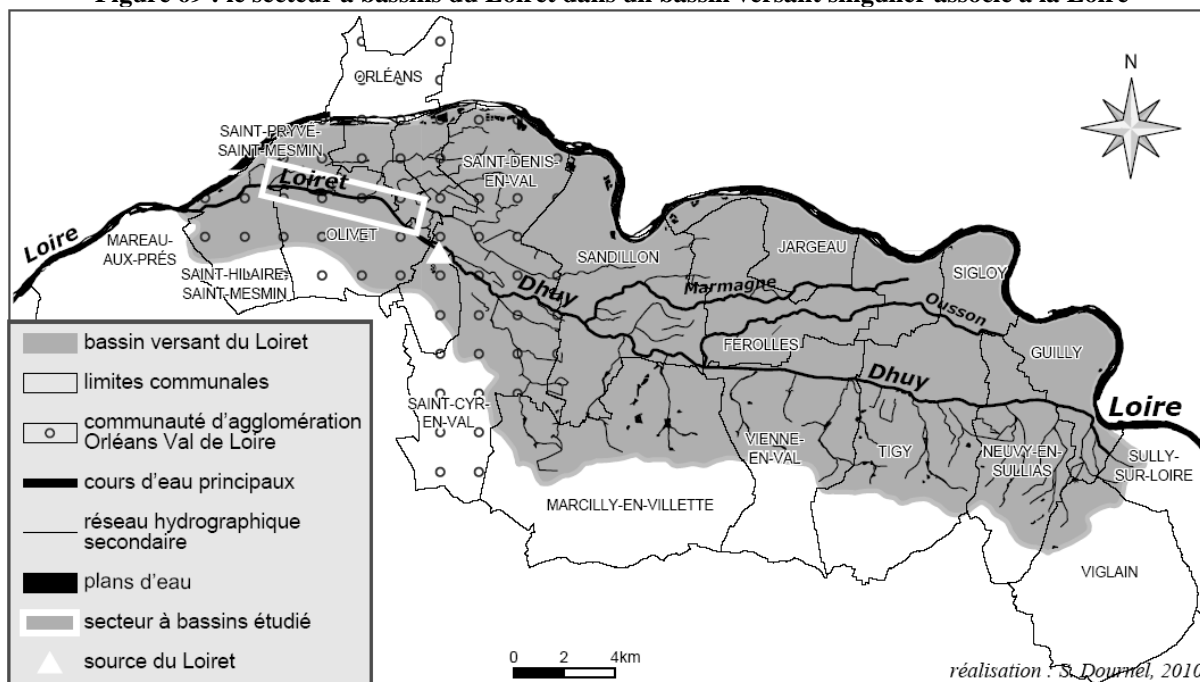 Figure 69 : le secteur à bassins du Loiret dans un bassin versant singulier associé à la Loire
ORLÉANS
N
SAINT-PRYVÉ-
SAINT-MESMIN
SAINT-DENIS-
EN-VAL
Loiret
Loire
MAREAU-
AUX-PRÉS
OLIVET
SAINT-HILAIRE-
SAINT-MESMIN
SANDILLON
JARGEAU
SIGLOY
Dhuy
Marmagne
Ousson
FÉROLLES
GUILLY
Dhuy
Loire
SAINT-CYR-
EN-VAL
VIENNE-
EN-VAL
TIGY
NEUVY-EN-
SULLIAS
SULLY-
SUR-LOIRE
MARCILLY-EN-VILLETTE
VIGLAIN
bassin versant du Loiret
limites communales
communauté d'agglomération
Orléans Val de Loire
cours d'eau principaux
réseau hydrographique
secondaire
plans d'eau
secteur à bassins étudié
source du Loiret
0 2 4km
réalisation : S. Dournel, 2010